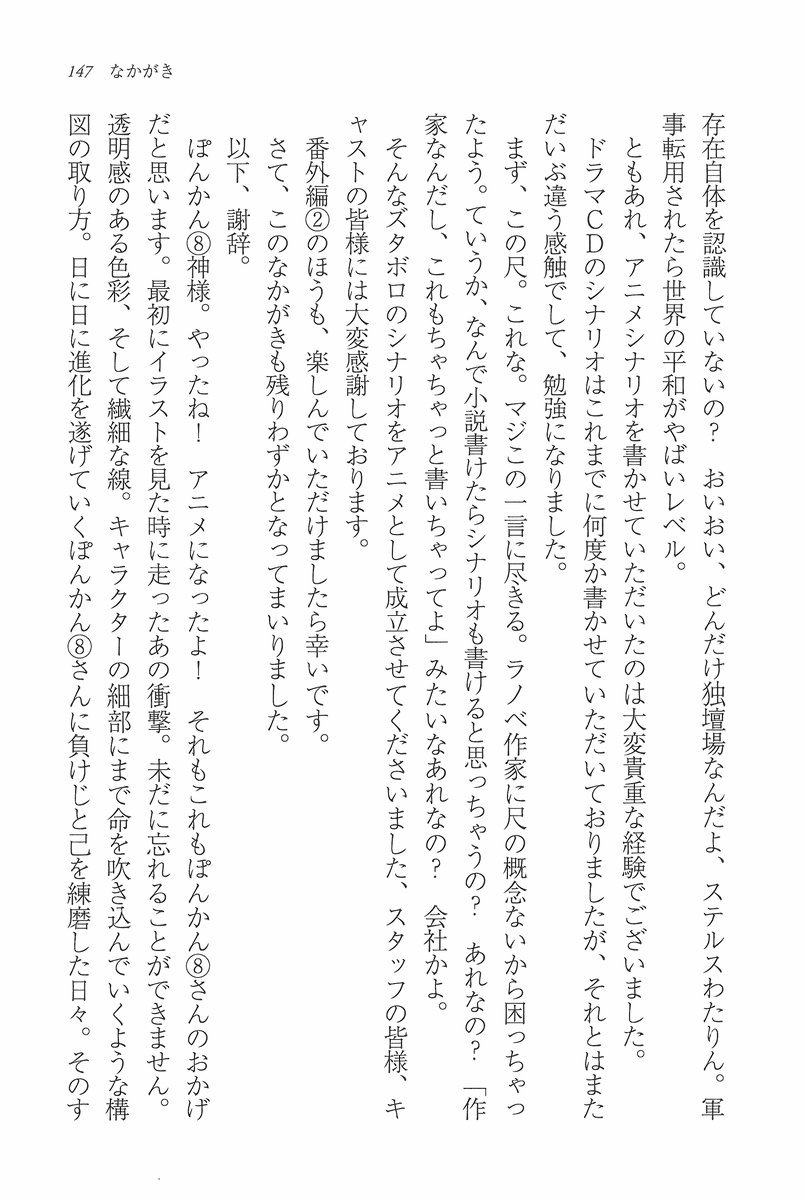 147 なかがき
存在自体を認識していないの？　おいおい、どんだけ独壇場なんだよ、ステルスわたりん。軍
事転用されたら世界の平和がやばいレベル。
　ともあれ、アニメシナリオを書かせていただいたのは大変貴重な経験でございました。
　ドラマＣＤのシナリオはこれまでに何度か書かせていただいておりましたが、それとはまた
だいぶ違う感触でして、勉強になりました。
　まず、この尺。これな。マジこの一言に尽きる。ラノベ作家に尺の概念ないから困っちゃっ
たよう。ていうか、なんで小説書けたらシナリオも書けると思っちゃうの？　あれなの？　「作
家なんだし、これもちゃちゃっと書いちゃってよ」みたいなあれなの？　会社かよ。
　そんなズタボロのシナリオをアニメとして成立させてくださいました、スタッフの皆様、キ
ャストの皆様には大変感謝しております。
　番外編②のほうも、楽しんでいただけましたら幸いです。
　さて、このなかがきも残りわずかとなってまいりました。
　以下、謝辞。
　ぽんかん⑧神様。やったね！　アニメになったよ！　それもこれもぽんかん⑧さんのおかげ
だと思います。最初にイラストを見た時に走ったあの衝撃。未だに忘れることができません。
透明感のある色彩、そして繊細な線。キャラクターの細部にまで命を吹き込んでいくような構
図の取り方。日に日に進化を遂げていくぽんかん⑧さんに負けじと己を練磨した日々。そのす